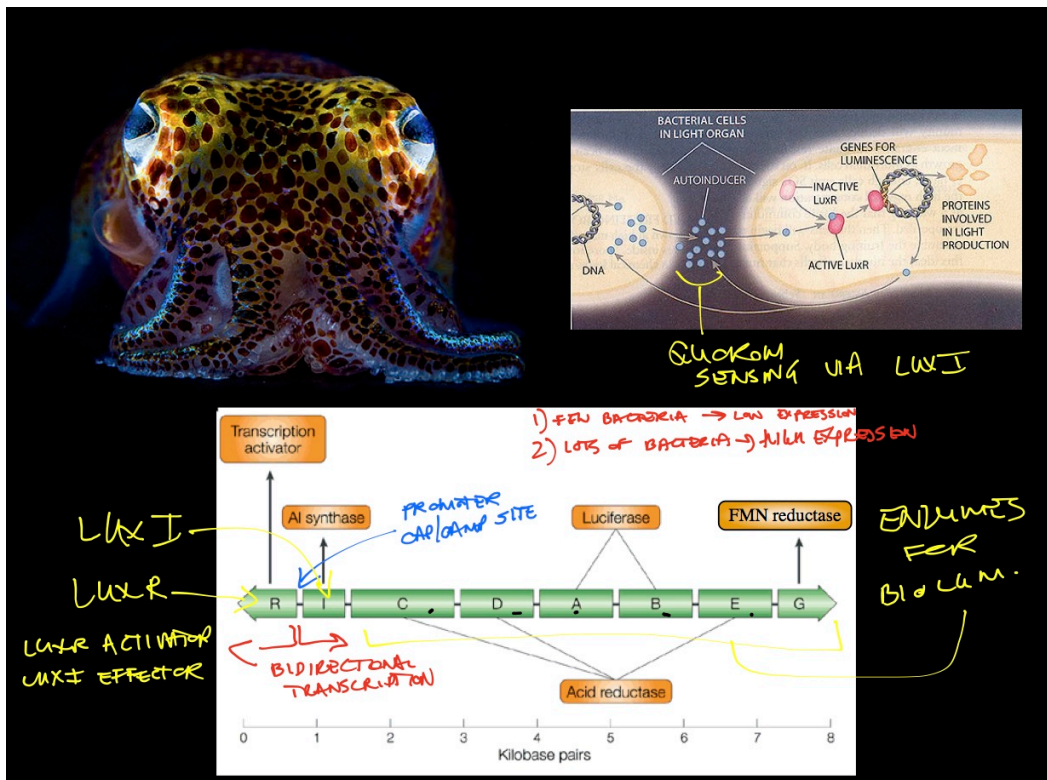 BACTERIAL CELLS
IN LIGHT ORGAN
AUTOINDUCER
GENES FOR
LUMINESCENCE
INACTIVE
LuxR
PROTEINS
INVOLVED
IN LIGHT
PRODUCTION
DNA
ACTIVE LuxR
QUOROM
SENSING VIA LUXI
1) FEW BACTERIA → LOW EXPRESSION
2) LOTS OF BACTERIA → HIGH EXPRESSION
Transcription
activator
AI synthase
PROMOTER
CAP/CAMP SITE
Luciferase
FMN reductase
LUXI
LUXR
LUXR ACTIVATOR
LUXI EFFECTOR
ENZYMES
FOR
BIOLUM.
R I C D A B E G
BIDIRECTIONAL
TRANSCRIPTION
Acid reductase
0 1 2 3 4 5 6 7 8
Kilobase pairs